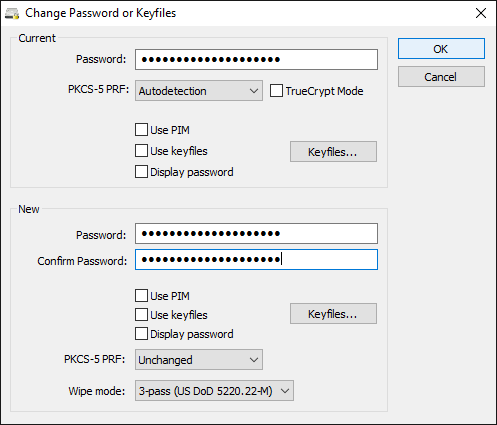 Change Password or Keyfiles
Current
Password: ●●●●●●●●●●●●●●●●●●●●
OK
Cancel
PKCS-5 PRF: Autodetection TrueCrypt Mode
Use PIM
Use keyfiles Keyfiles...
Display password
New
Password: ●●●●●●●●●●●●●●●●●●●●
Confirm Password: ●●●●●●●●●●●●●●●●●●●●
Use PIM
Use keyfiles Keyfiles...
Display password
PKCS-5 PRF: Unchanged
Wipe mode: 3-pass (US DoD 5220.22-M)